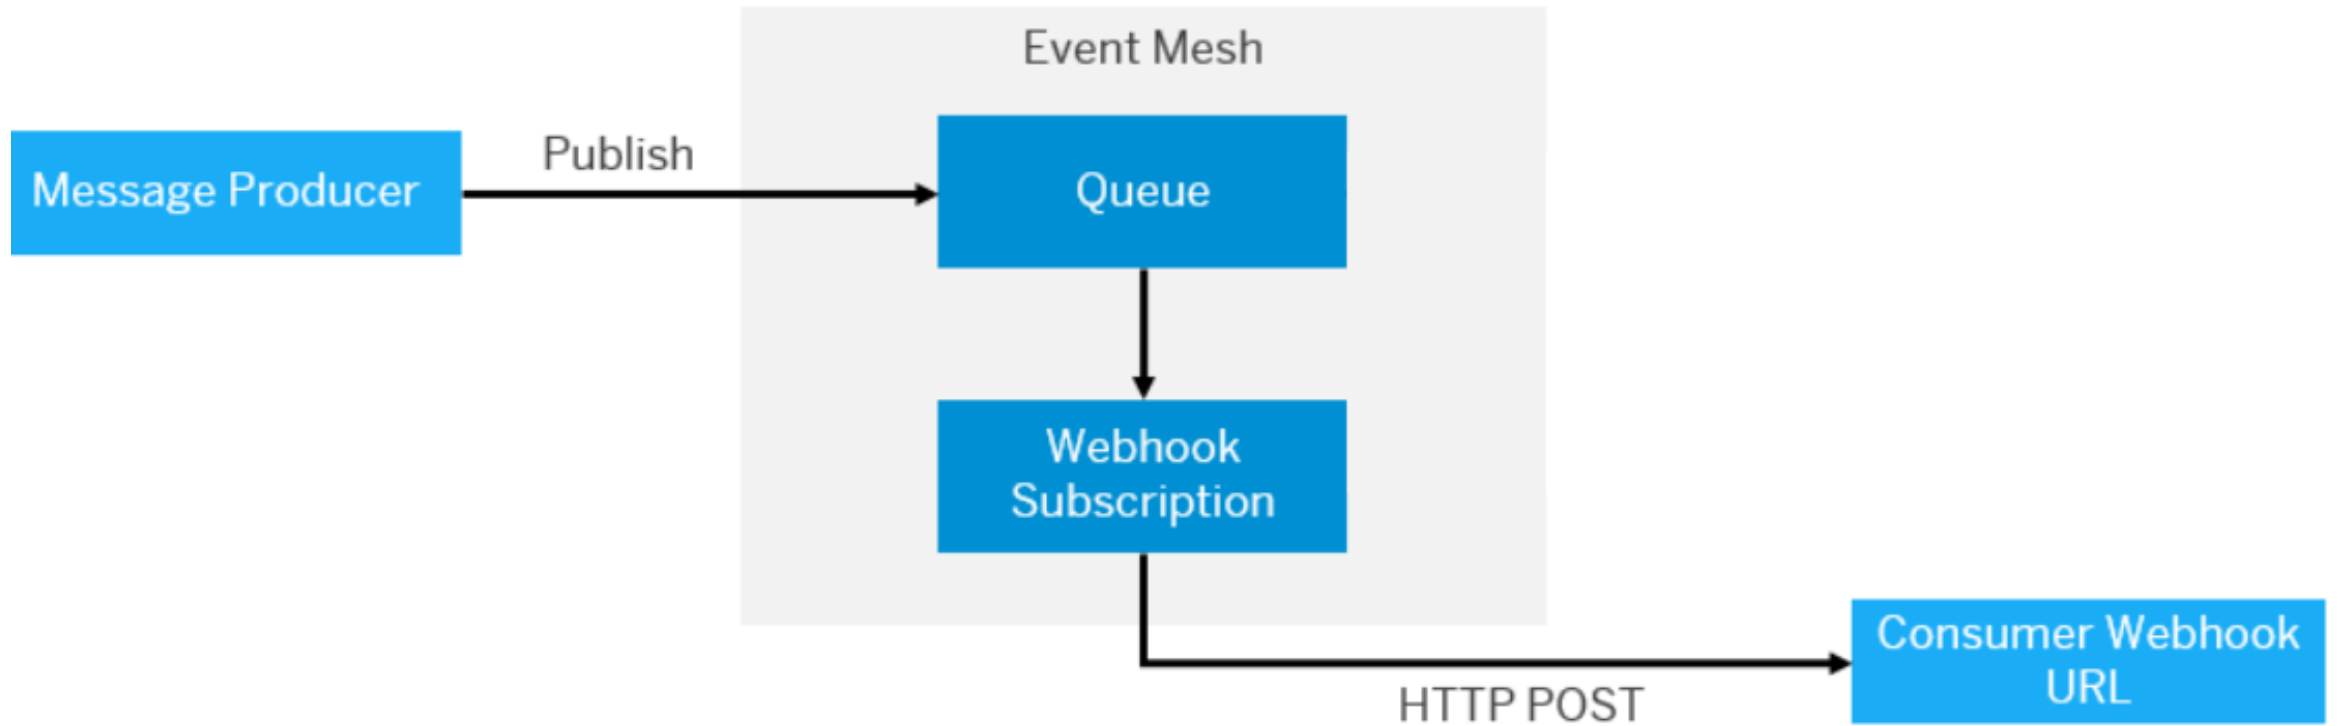 Event Mesh
Message Producer
Publish
Queue
Webhook
Subscription
HTTP POST
Consumer Webhook
URL